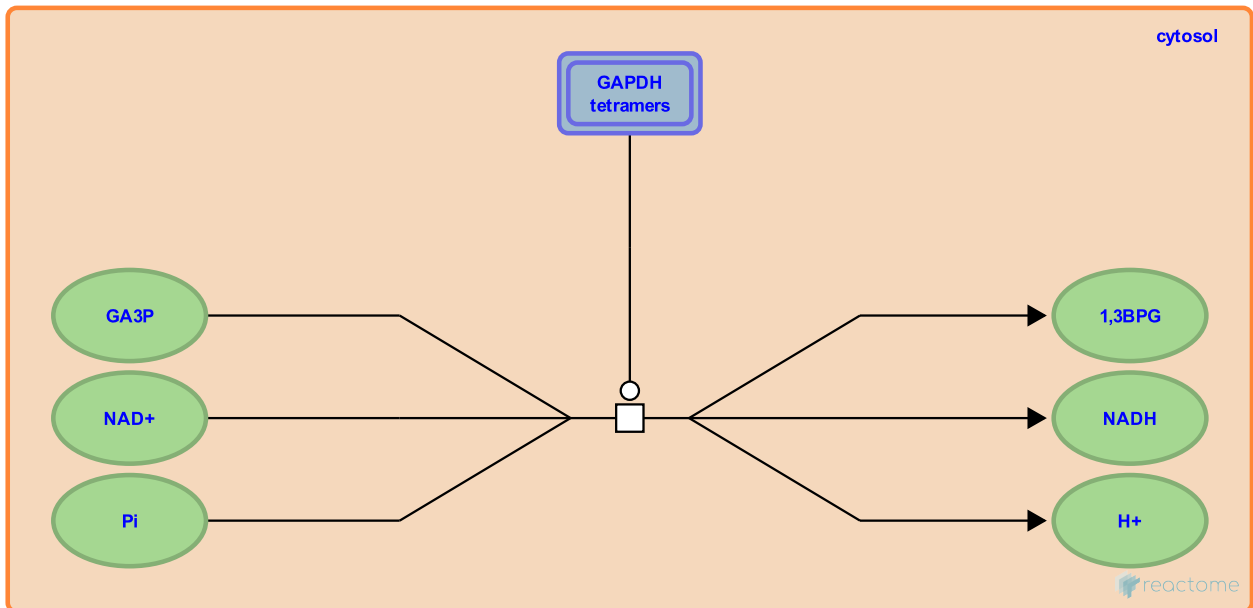 cytosol
GAPDH
tetramers
GA3P
1,3BPG
NAD+
NADH
Pi
H+
reactome